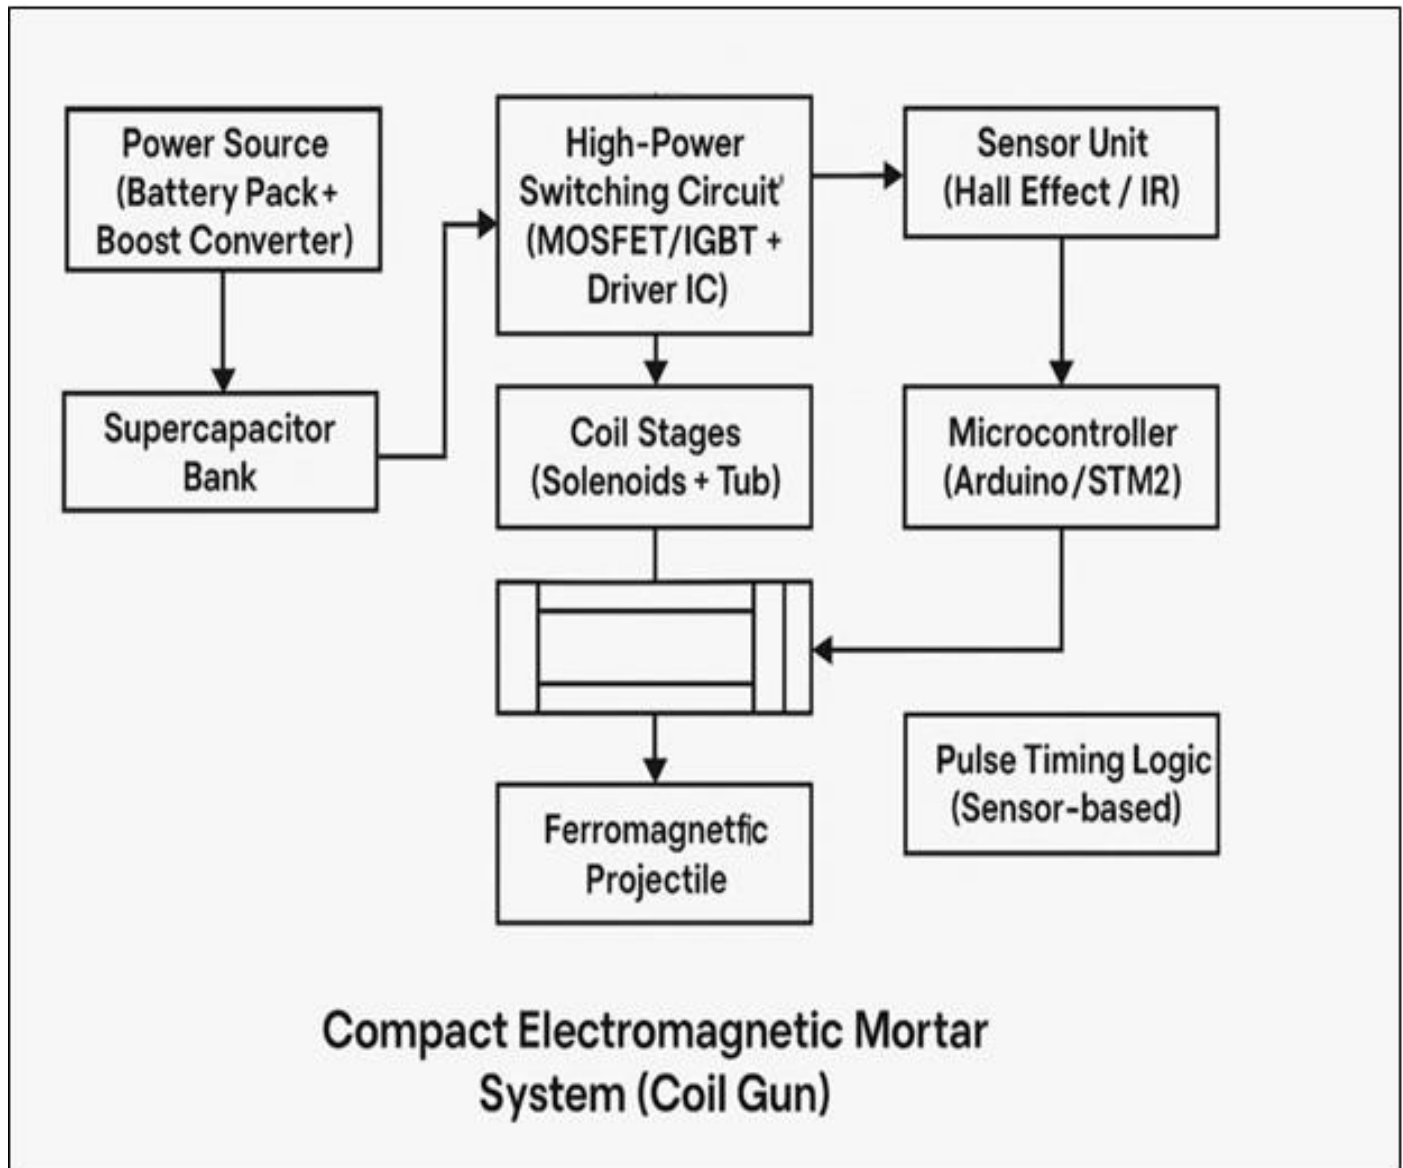 Power Source
(Battery Pack+
Boost Converter)
High-Power
Switching Circuit'
(MOSFET/IGBT +
Driver IC)
Sensor Unit
(Hall Effect / IR)
Supercapacitor
Bank
Coil Stages
(Solenoids + Tub)
Microcontroller
(Arduino/STM2)
Pulse Timing Logic
(Sensor-based)
Ferromagnetfic
Projectile
Compact Electromagnetic Mortar
System (Coil Gun)